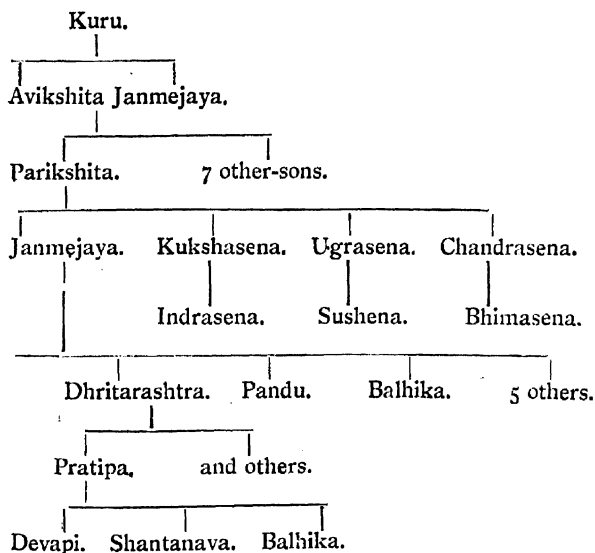 Kuru.
Avikshita Janmejaya.
Parikshita. 7 other-sons.
Janmejaya. Kukshasena. Ugrasena. Chandrasena.
Indrasena. Sushena. Bhimasena.
Dhritarashtra. Pandu. Balhika. 5 others.
Pratipa. and others.
Devapi. Shantanava. Balhika.